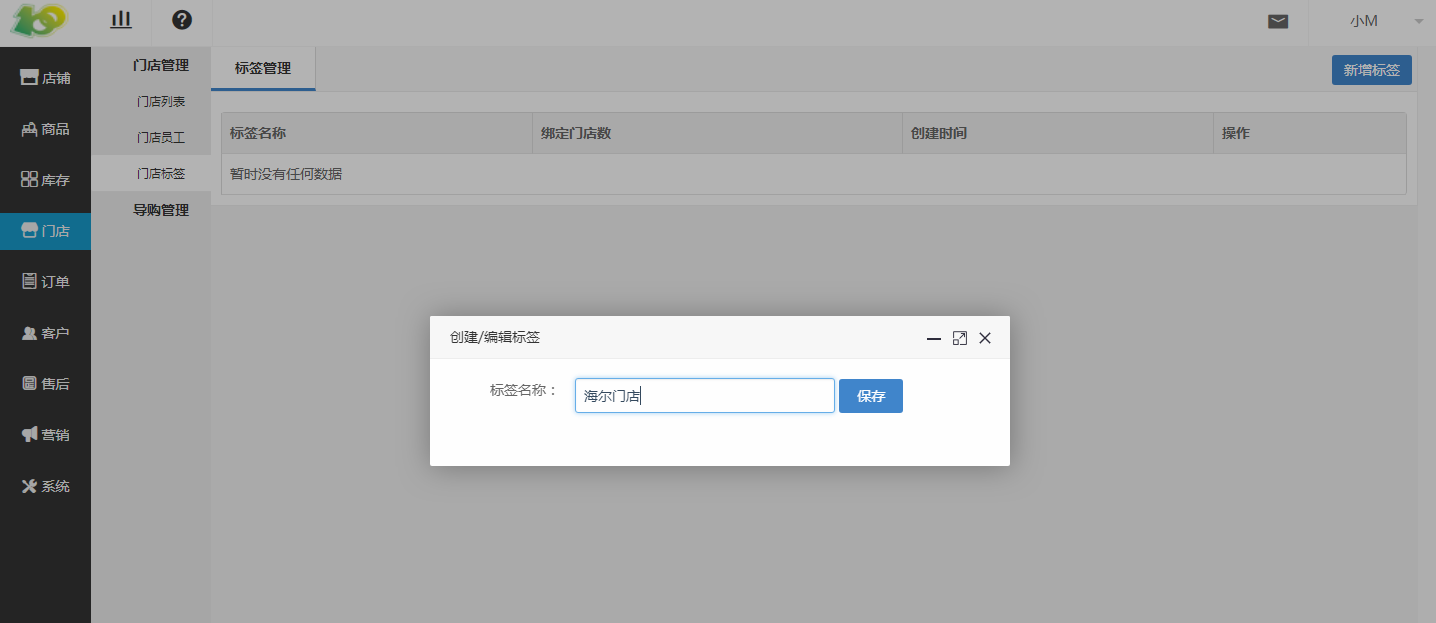 小M
店铺
商品
库存
门店
订单
客户
售后
营销
系统
门店管理
门店列表
门店员工
门店标签
导购管理
标签管理
新增标签
标签名称 绑定门店数 创建时间 操作
暂时没有任何数据
创建/编辑标签
标签名称： 海尔门店 保存